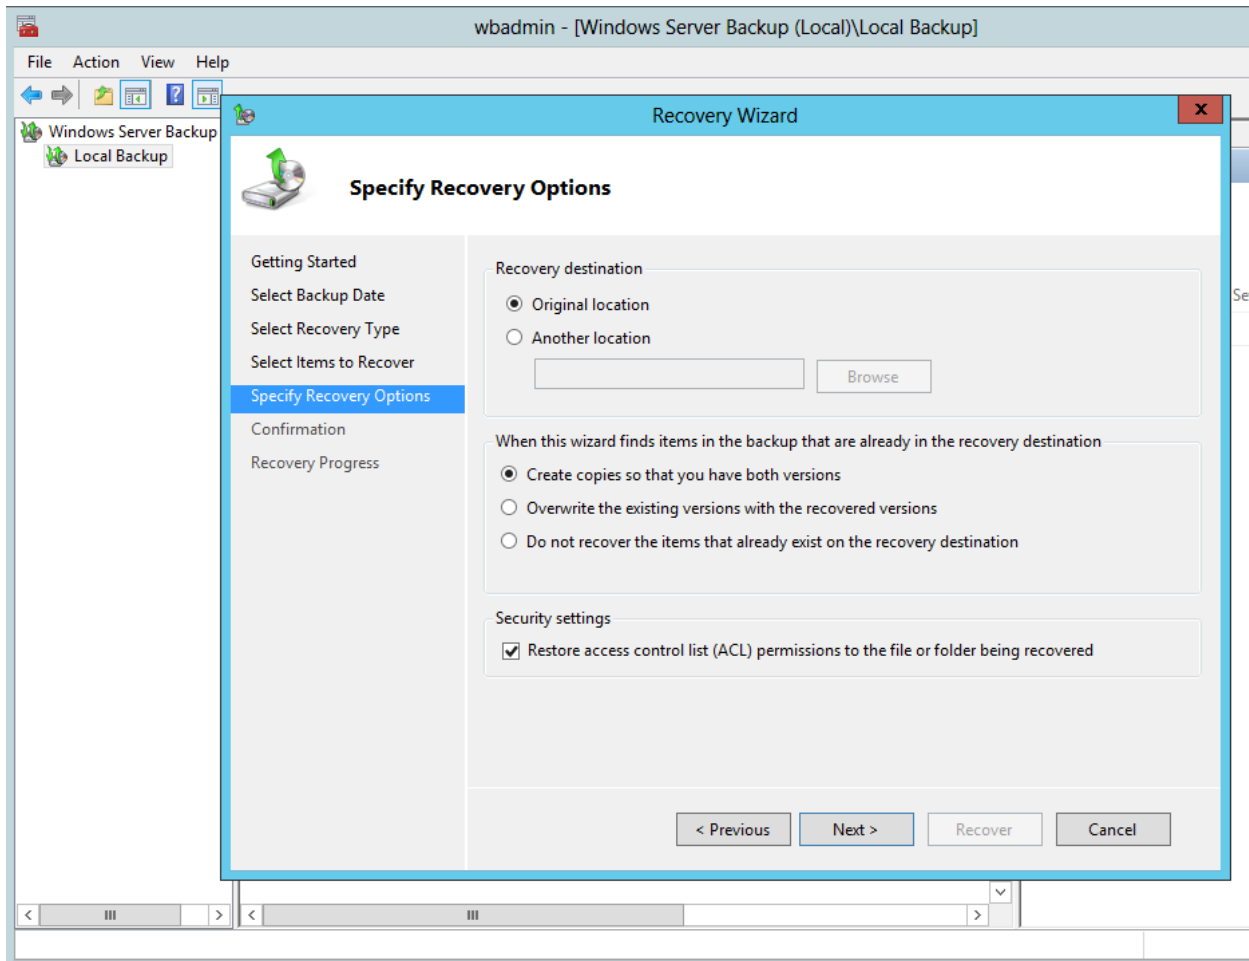 wbadmin - [Windows Server Backup (Local)\Local Backup]
File Action View Help
Windows Server Backup
Local Backup
Recovery Wizard
x
Specify Recovery Options
Getting Started
Select Backup Date
Select Recovery Type
Select Items to Recover
Specify Recovery Options
Confirmation
Recovery Progress
Recovery destination
Original location
Another location
Browse
When this wizard finds items in the backup that are already in the recovery destination
Create copies so that you have both versions
Overwrite the existing versions with the recovered versions
Do not recover the items that already exist on the recovery destination
Security settings
Restore access control list (ACL) permissions to the file or folder being recovered
< Previous Next > Recover Cancel
Se